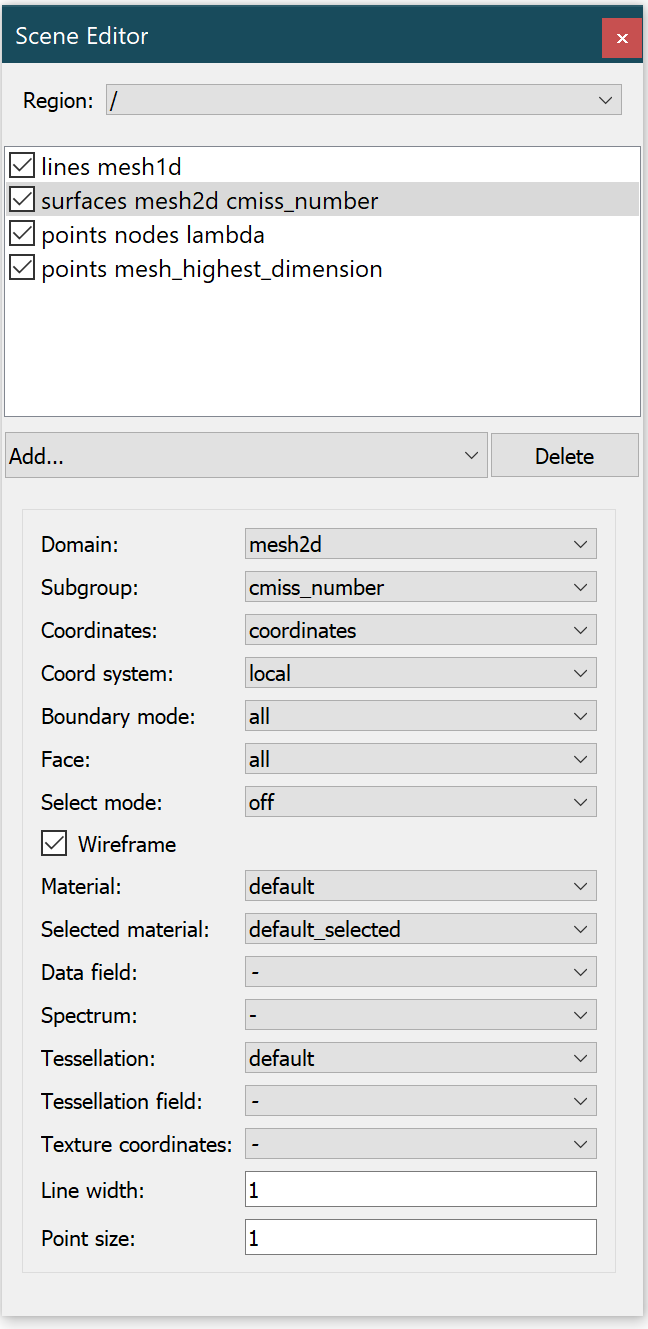 Scene Editor
Region: /
lines mesh1d
surfaces mesh2d cmiss_number
points nodes lambda
points mesh_highest_dimension
Add... Delete
Domain: mesh2d
Subgroup: cmiss_number
Coordinates: coordinates
Coord system: local
Boundary mode: all
Face: all
Select mode: off
Wireframe
Material: default
Selected material: default_selected
Data field: -
Spectrum: -
Tessellation: default
Tessellation field: -
Texture coordinates: -
Line width: 1
Point size: 1